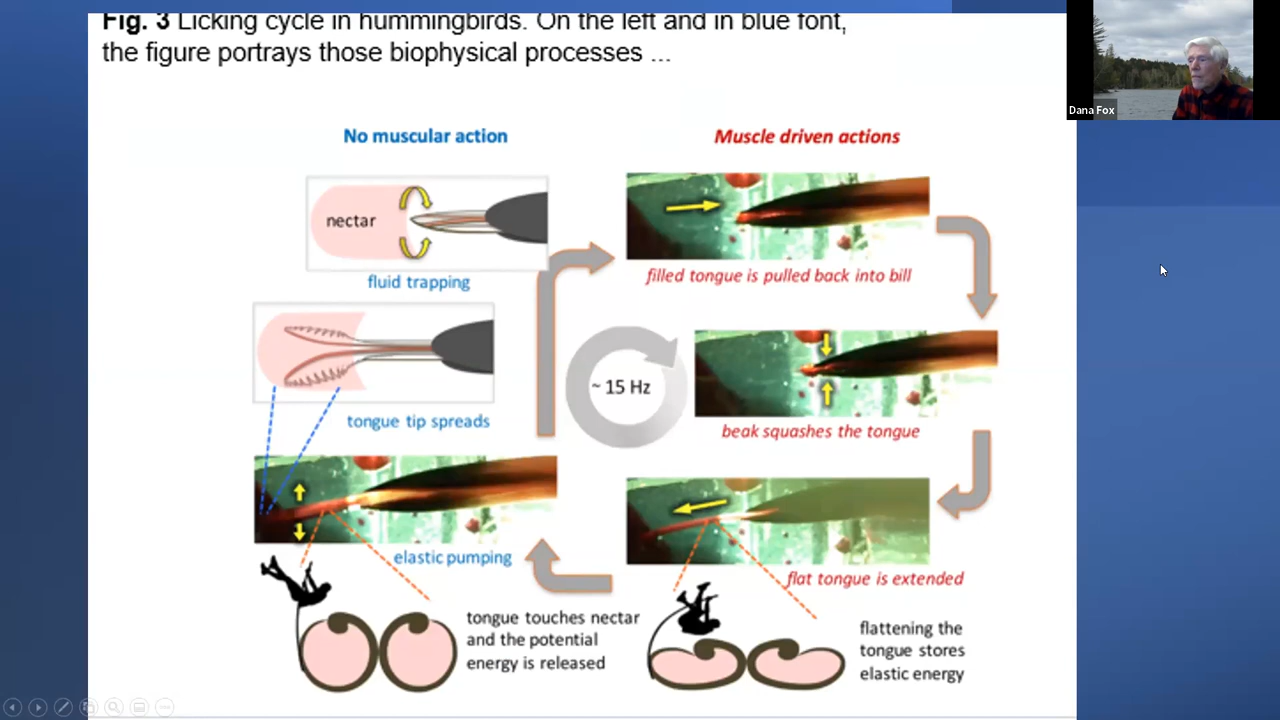 Fig. 3 Licking cycle in hummingbirds. On the left and in blue font,
the figure portrays those biophysical processes ...
Dana Fox
No muscular action
Muscle driven actions
nectar
fluid trapping
filled tongue is pulled back into bill
tongue tip spreads
~ 15 Hz
beak squashes the tongue
elastic pumping
flat tongue is extended
tongue touches nectar
and the potential
energy is released
flattening the
tongue stores
elastic energy